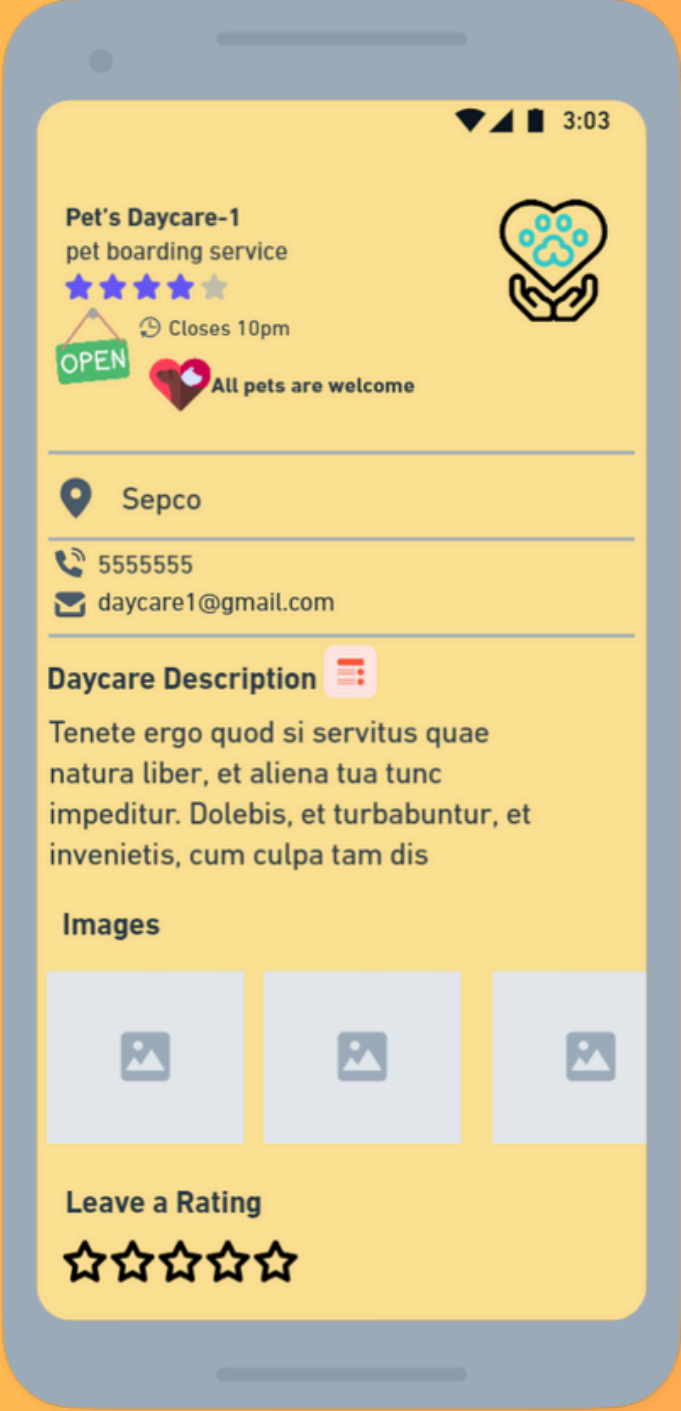 3:03
Pet's Daycare-1
pet boarding service
Closes 10pm
OPEN
All pets are welcome
Sepco
5555555
daycare1@gmail.com
Daycare Description
Tenete ergo quod si servitus quae
natura liber, et aliena tua tunc
impeditur. Dolebis, et turbabuntur, et
invenietis, cum culpa tam dis
Images
Leave a Rating